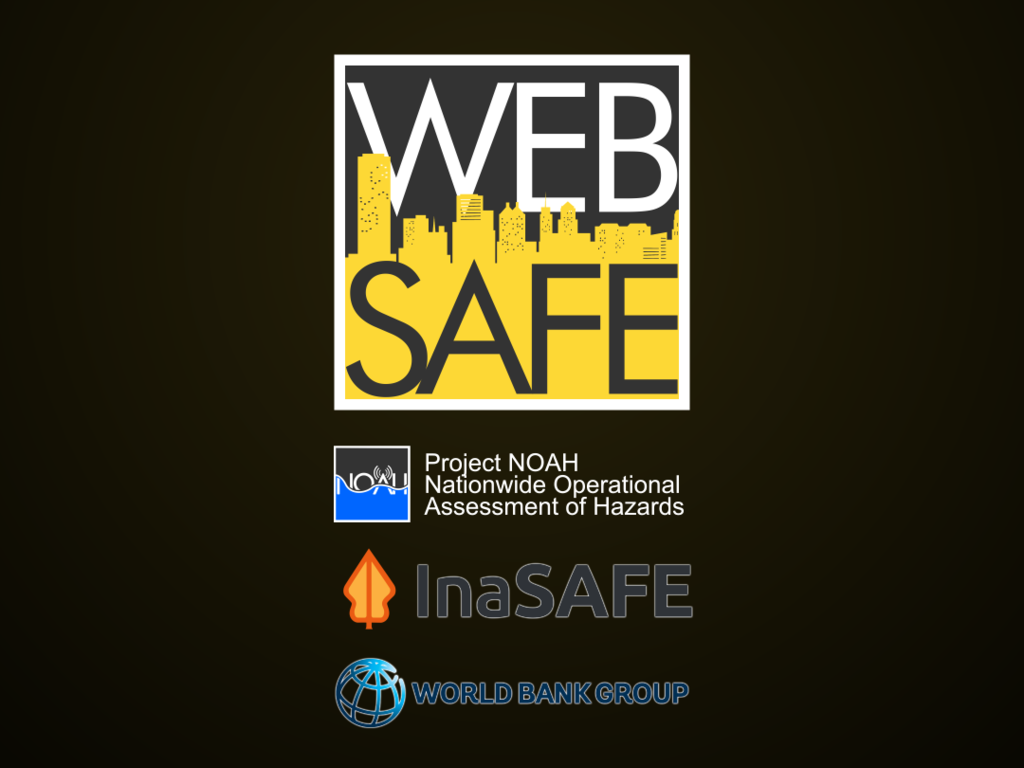 WEB
SAFE
NOAH
Project NOAH
Nationwide Operational
Assessment of Hazards
InaSAFE
WORLD BANK GROUP